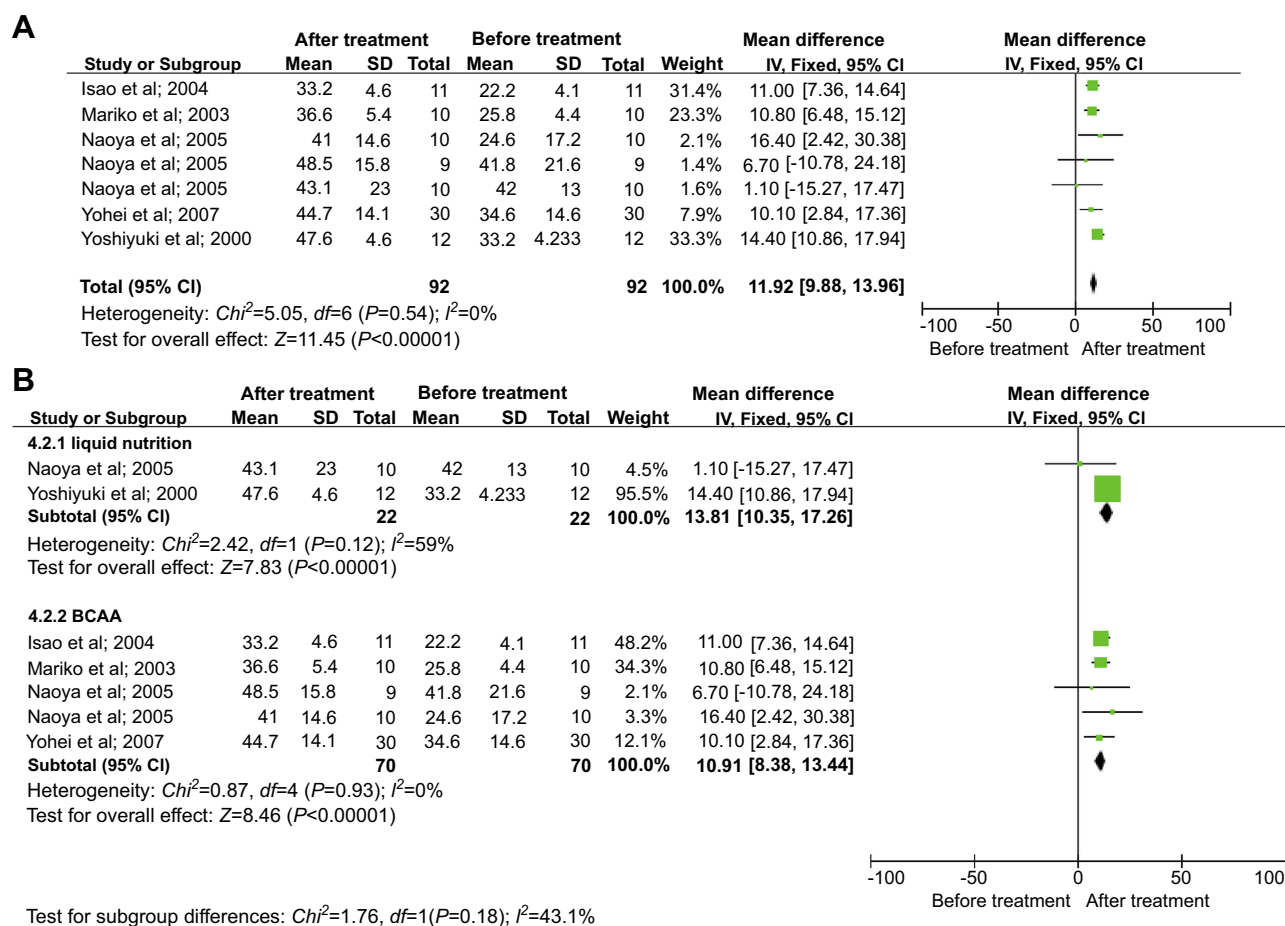 A
After treatment Before treatment Mean difference Mean difference
Study or Subgroup Mean SD Total Mean SD Total Weight IV, Fixed, 95% CI IV, Fixed, 95% CI
Isao et al; 2004 33.2 4.6 11 22.2 4.1 11 31.4% 11.00 [7.36, 14.64]
Mariko et al; 2003 36.6 5.4 10 25.8 4.4 10 23.3% 10.80 [6.48, 15.12]
Naoya et al; 2005 41 14.6 10 24.6 17.2 10 2.1% 16.40 [2.42, 30.38]
Naoya et al; 2005 48.5 15.8 9 41.8 21.6 9 1.4% 6.70 [-10.78, 24.18]
Naoya et al; 2005 43.1 23 10 42 13 10 1.6% 1.10 [-15.27, 17.47]
Yohei et al; 2007 44.7 14.1 30 34.6 14.6 30 7.9% 10.10 [2.84, 17.36]
Yoshiyuki et al; 2000 47.6 4.6 12 33.2 4.233 12 33.3% 14.40 [10.86, 17.94]
Total (95% CI) 92 92 100.0% 11.92 [9.88, 13.96]
Heterogeneity: Chi²=5.05, df=6 (P=0.54); I²=0%
Test for overall effect: Z=11.45 (P<0.00001)
-100 -50 0 50 100
Before treatment After treatment
B
After treatment Before treatment Mean difference Mean difference
Study or Subgroup Mean SD Total Mean SD Total Weight IV, Fixed, 95% CI IV, Fixed, 95% CI
4.2.1 liquid nutrition
Naoya et al; 2005 43.1 23 10 42 13 10 4.5% 1.10 [-15.27, 17.47]
Yoshiyuki et al; 2000 47.6 4.6 12 33.2 4.233 12 95.5% 14.40 [10.86, 17.94]
Subtotal (95% CI) 22 22 100.0% 13.81 [10.35, 17.26]
Heterogeneity: Chi²=2.42, df=1 (P=0.12); I²=59%
Test for overall effect: Z=7.83 (P<0.00001)
4.2.2 BCAA
Isao et al; 2004 33.2 4.6 11 22.2 4.1 11 48.2% 11.00 [7.36, 14.64]
Mariko et al; 2003 36.6 5.4 10 25.8 4.4 10 34.3% 10.80 [6.48, 15.12]
Naoya et al; 2005 48.5 15.8 9 41.8 21.6 9 2.1% 6.70 [-10.78, 24.18]
Naoya et al; 2005 41 14.6 10 24.6 17.2 10 3.3% 16.40 [2.42, 30.38]
Yohei et al; 2007 44.7 14.1 30 34.6 14.6 30 12.1% 10.10 [2.84, 17.36]
Subtotal (95% CI) 70 70 100.0% 10.91 [8.38, 13.44]
Heterogeneity: Chi²=0.87, df=4 (P=0.93); I²=0%
Test for overall effect: Z=8.46 (P<0.00001)
-100 -50 0 50 100
Before treatment After treatment
Test for subgroup differences: Chi²=1.76, df=1(P=0.18); I²=43.1%